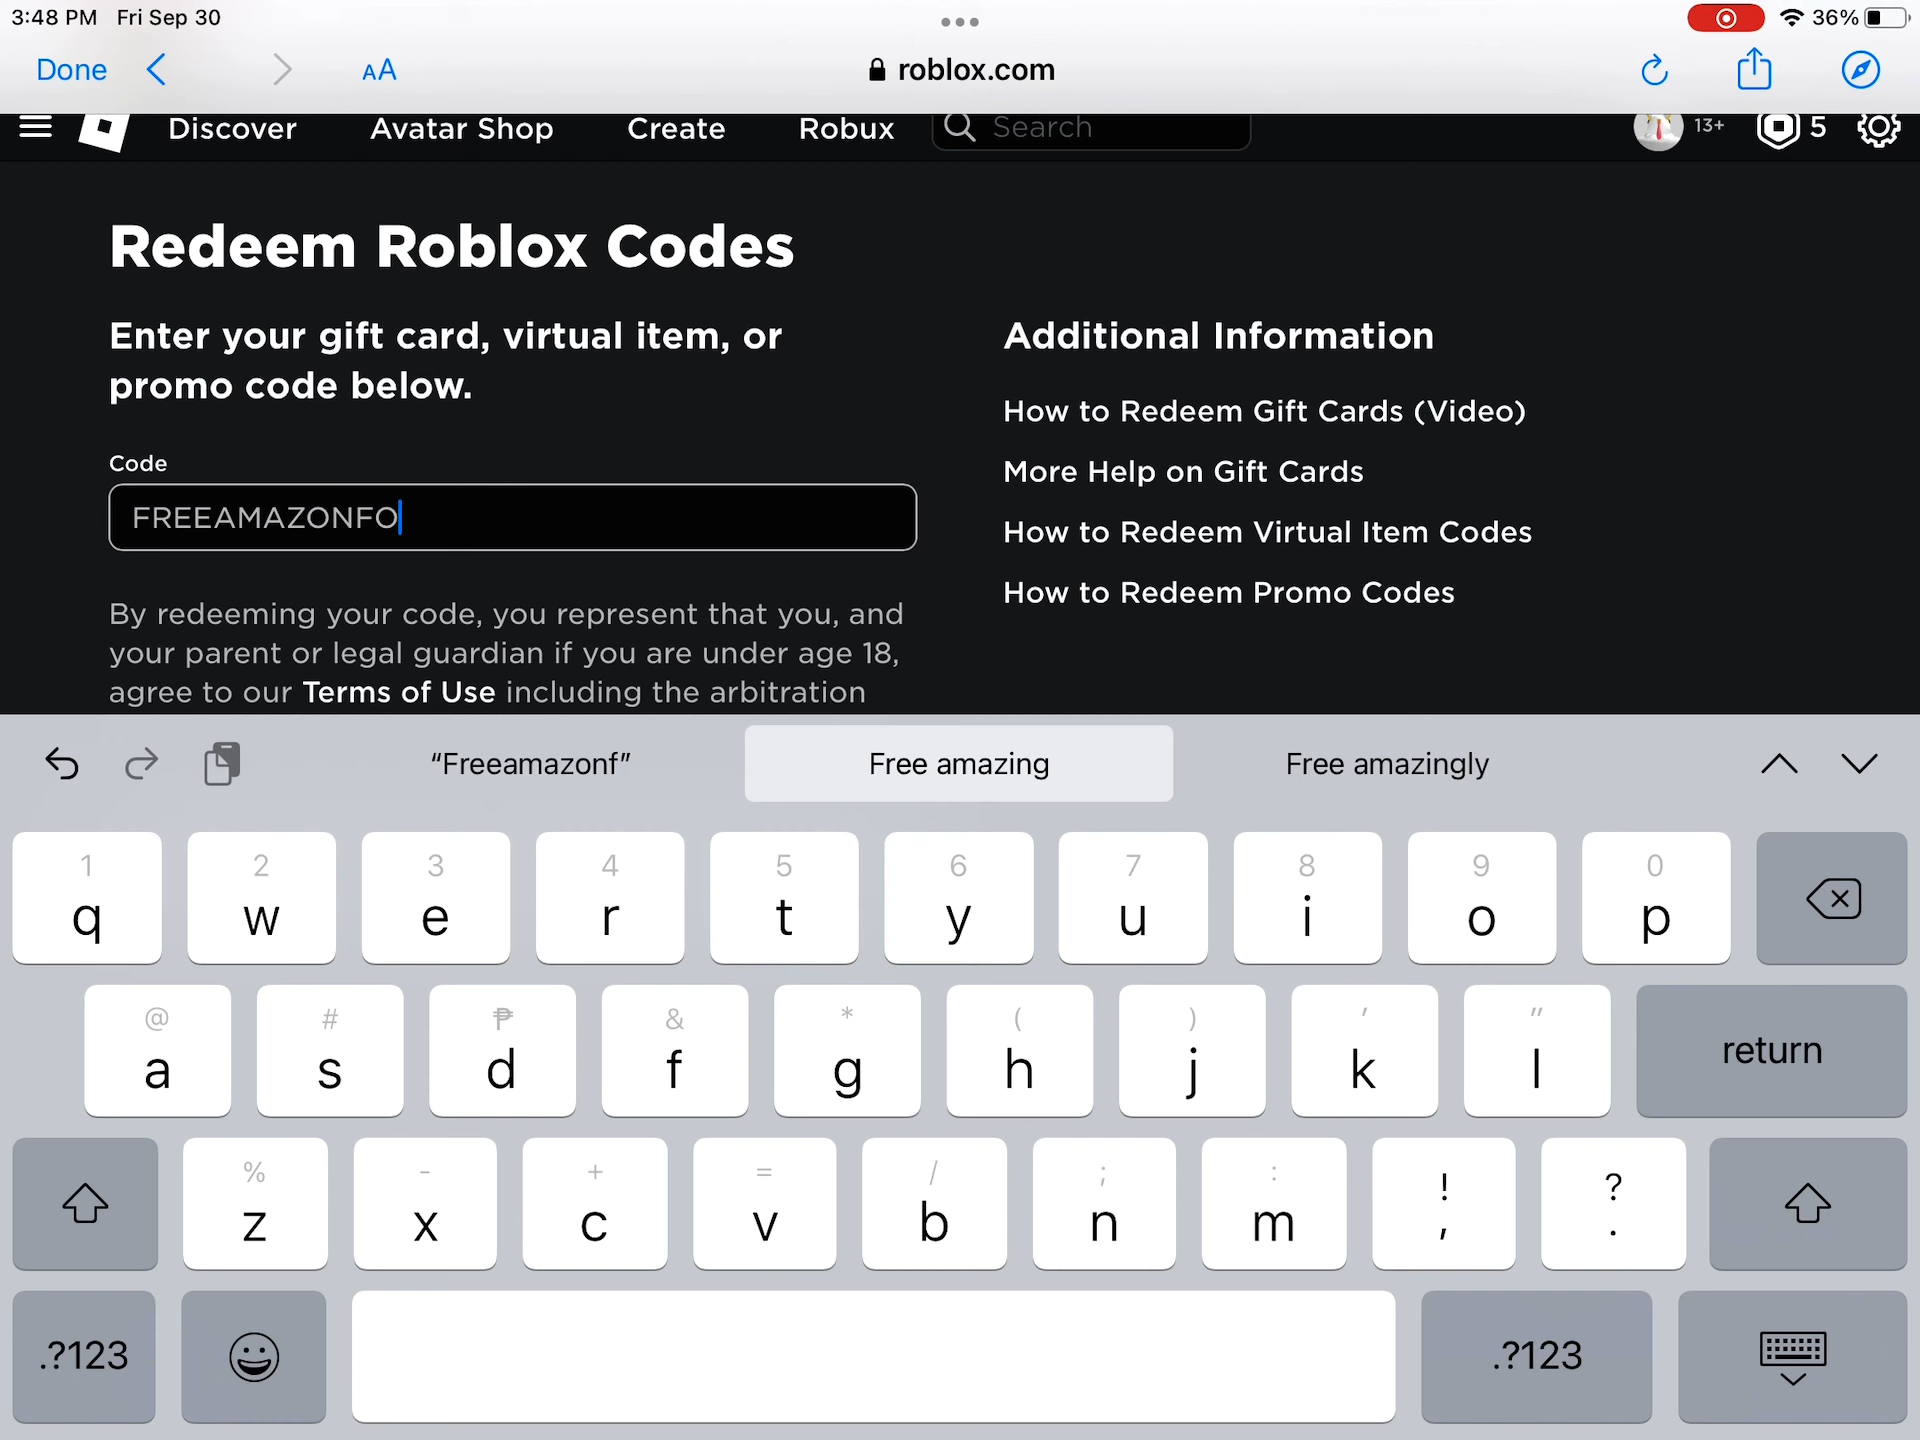 3:48 PM Fri Sep 30
36%
Done
AA
roblox.com
Discover Avatar Shop Create Robux Search 13+ 5
Redeem Roblox Codes
Enter your gift card, virtual item, or
promo code below.
Code
FREEAMAZONFO
By redeeming your code, you represent that you, and
your parent or legal guardian if you are under age 18,
agree to our Terms of Use including the arbitration
Additional Information
How to Redeem Gift Cards (Video)
More Help on Gift Cards
How to Redeem Virtual Item Codes
How to Redeem Promo Codes
“Freeamazonf” Free amazing Free amazingly
1 2 3 4 5 6 7 8 9 0
q w e r t y u i o p
@ # ₱ & * ( ) ' "
a s d f g h j k l return
% - + = / ; : ! ?
z x c v b n m , .
.?123 .?123